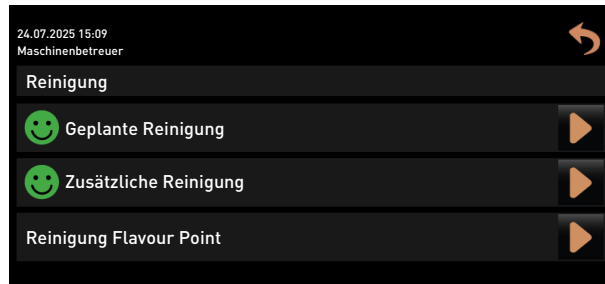 24.07.2025 15:09
Maschinenbetreuer
Reinigung
Geplante Reinigung
Zusätzliche Reinigung
Reinigung Flavour Point